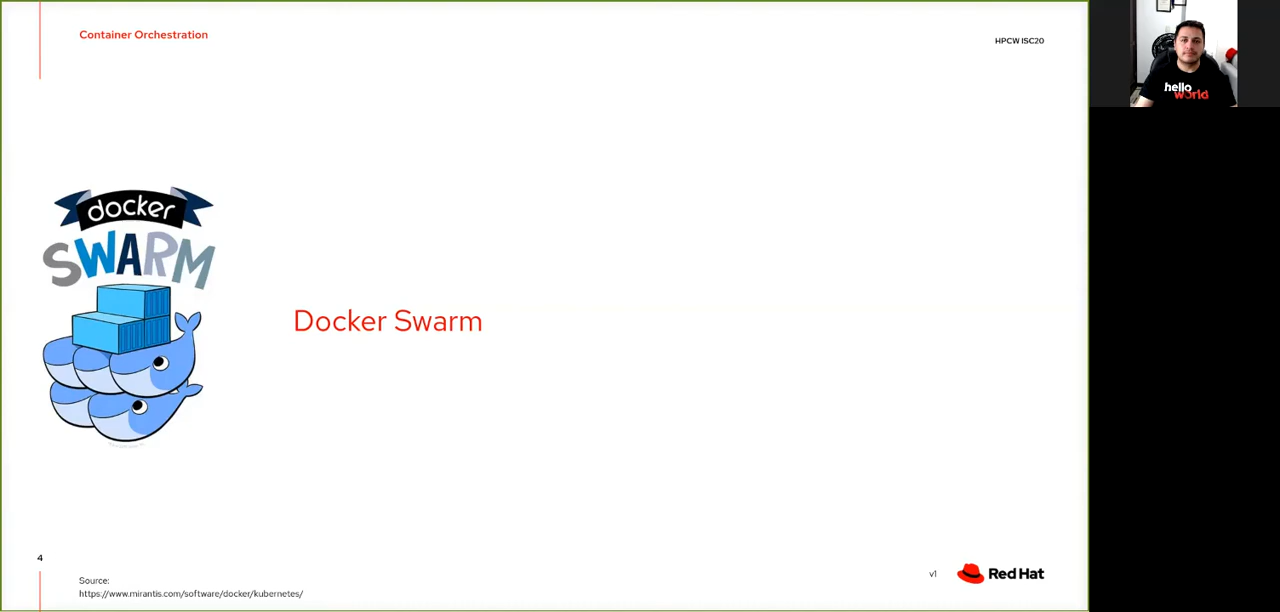 Container Orchestration
HPCW ISC20
hello
world
docker
SWARM
Docker Swarm
4
v1
Red Hat
Source:
https://www.mirantis.com/software/docker/kubernetes/